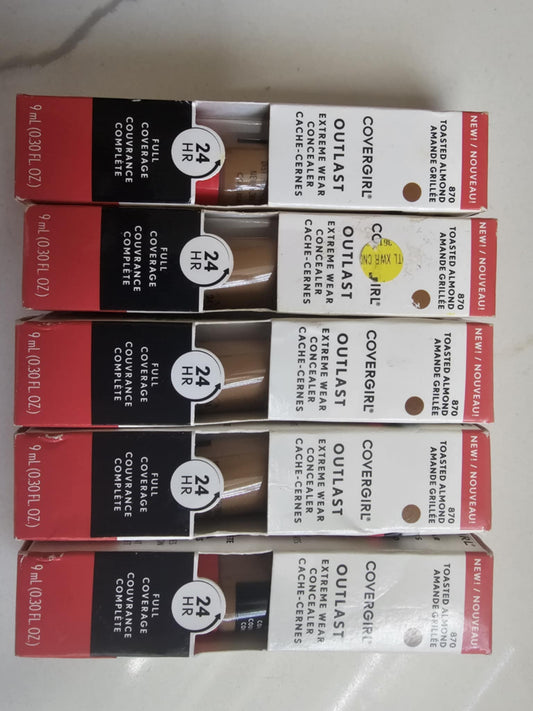 NEW! / NOUVEAU!
870
TOASTED ALMOND
AMANDE GRILLÉE
COVERGIRL®
OUTLAST
EXTREME WEAR
CONCEALER
CACHE-CERNES
24
HR
FULL
COVERAGE
COUVRANCE
COMPLÈTE
9 mL (0.30 FL. OZ.)
NEW! / NOUVEAU!
870
TOASTED ALMOND
AMANDE GRILLÉE
GIRL®
OUTLAST
EXTREME WEAR
CONCEALER
CACHE-CERNES
24
HR
FULL
COVERAGE
COUVRANCE
COMPLÈTE
9 mL (0.30 FL. OZ.)
NEW! / NOUVEAU!
870
TOASTED ALMOND
AMANDE GRILLÉE
COVERGIRL®
OUTLAST
EXTREME WEAR
CONCEALER
CACHE-CERNES
24
HR
FULL
COVERAGE
COUVRANCE
COMPLÈTE
9 mL (0.30 FL. OZ.)
NEW! / NOUVEAU!
870
TOASTED ALMOND
AMANDE GRILLÉE
COVERGIRL®
OUTLAST
EXTREME WEAR
CONCEALER
CACHE-CERNES
24
HR
FULL
COVERAGE
COUVRANCE
COMPLÈTE
9 mL (0.30 FL. OZ.)
NEW! / NOUVEAU!
870
TOASTED ALMOND
AMANDE GRILLÉE
COVERGIRL®
OUTLAST
EXTREME WEAR
CONCEALER
CACHE-CERNES
24
HR
FULL
COVERAGE
COUVRANCE
COMPLÈTE
9 mL (0.30 FL. OZ.)